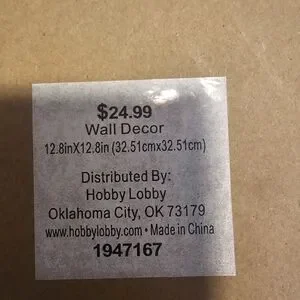 $24.99
Wall Decor
12.8inX12.8in (32.51cmx32.51cm)
Distributed By:
Hobby Lobby
Oklahoma City, OK 73179
www.hobbylobby.com • Made in China
1947167